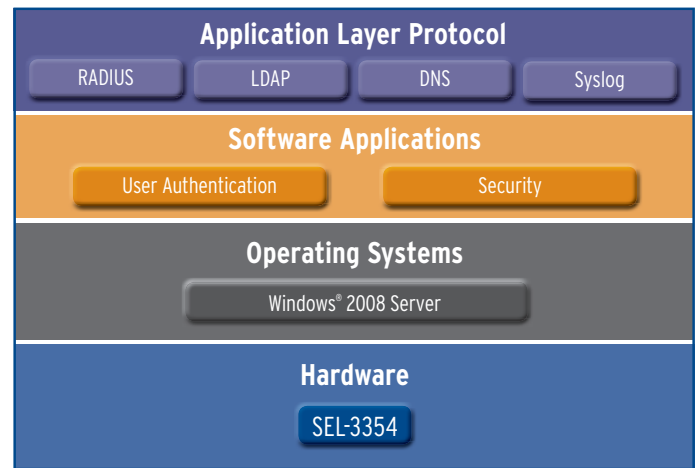 Application Layer Protocol
RADIUS LDAP DNS Syslog
Software Applications
User Authentication Security
Operating Systems
Windows® 2008 Server
Hardware
SEL-3354